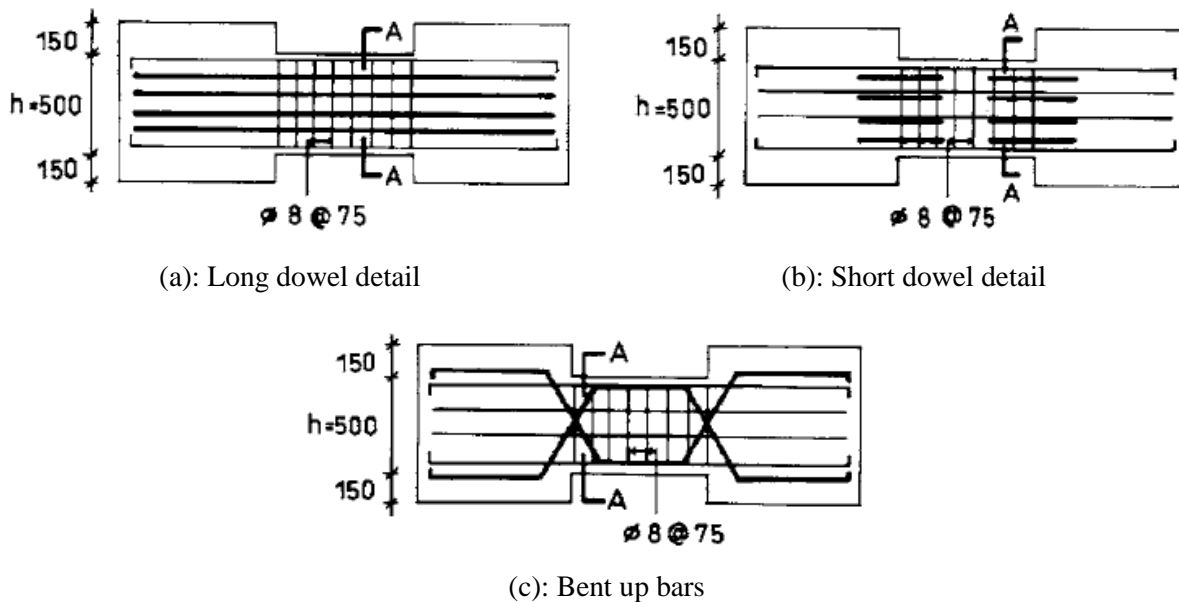 150
h=500
150
A
A
ø 8 @ 75
(a): Long dowel detail
150
h=500
150
A
A
ø 8 @ 75
(b): Short dowel detail
150
h=500
150
A
A
ø 8 @ 75
(c): Bent up bars